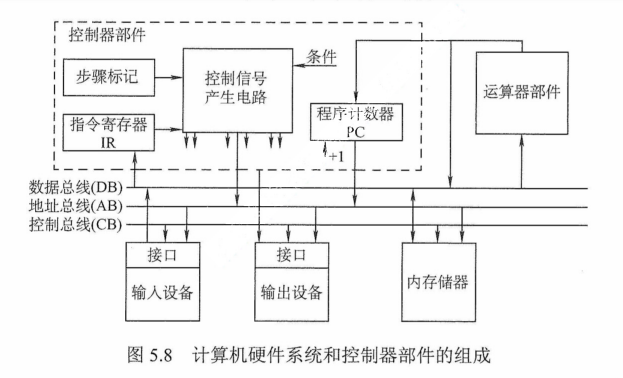 控制器部件
步骤标记
控制信号
产生电路
条件
运算器部件
指令寄存器
IR
程序计数器
PC
+1
数据总线(DB)
地址总线(AB)
控制总线(CB)
接口
输入设备
接口
输出设备
内存储器
图 5.8 计算机硬件系统和控制器部件的组成